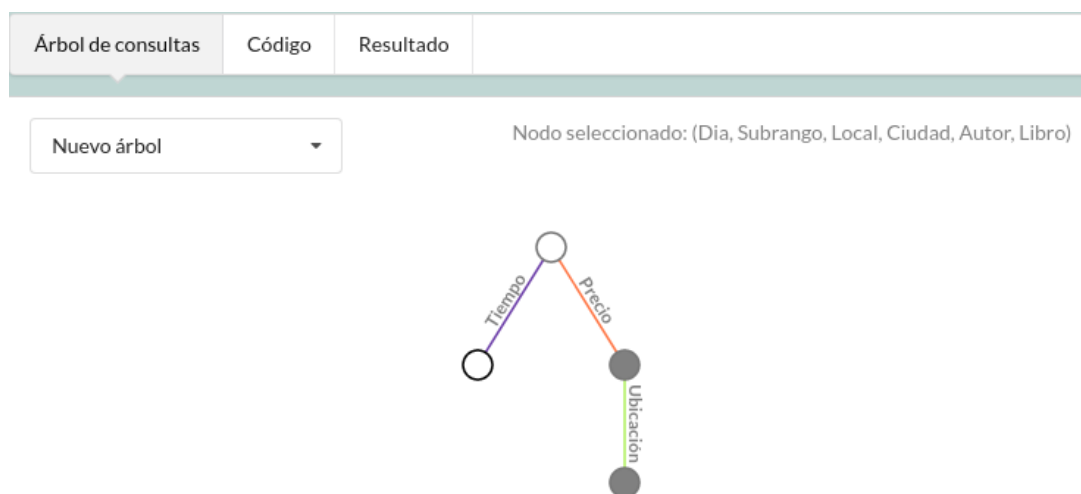 Árbol de consultas
Código
Resultado
Nuevo árbol
Nodo seleccionado: (Dia, Subrango, Local, Ciudad, Autor, Libro)
Tiempo
Precio
Ubicación